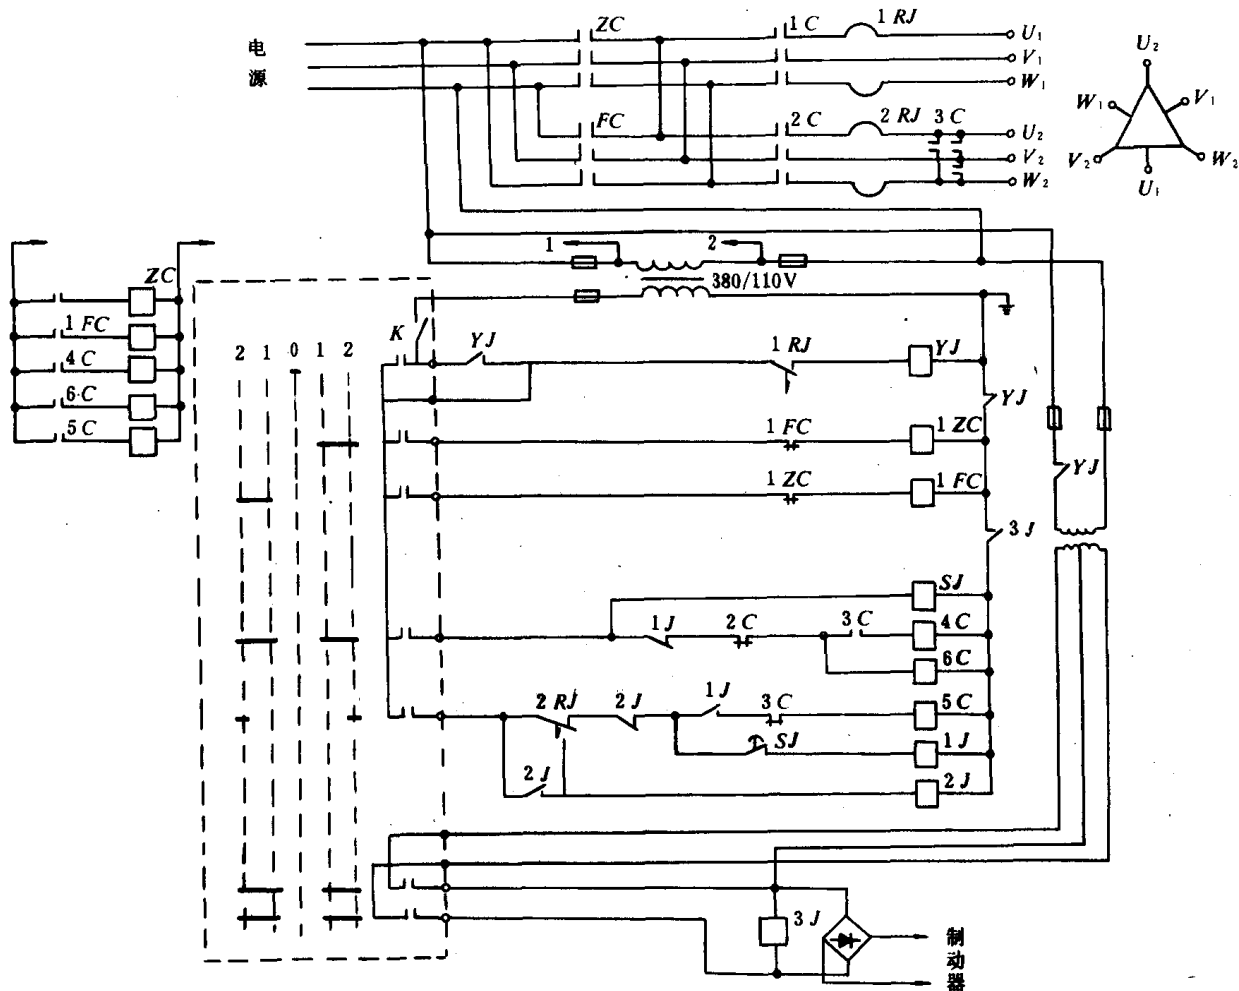 电源
ZC
1 C
1 RJ
U₁
V₁
W₁
FC
2 C
2 RJ
3 C
U₂
V₂
W₂
U₂
W₁
V₁
V₂
W₂
U₁
1
2
380/110V
ZC
1 FC
4 C
6 C
5 C
2 1 0 1 2
K
YJ
1 RJ
YJ
YJ
1 FC
1 ZC
1 ZC
1 FC
YJ
3 J
SJ
1 J
2 C
3 C
4 C
6 C
2 RJ
2 J
1 J
3 C
5 C
SJ
1 J
2 J
2 J
3 J
制动器